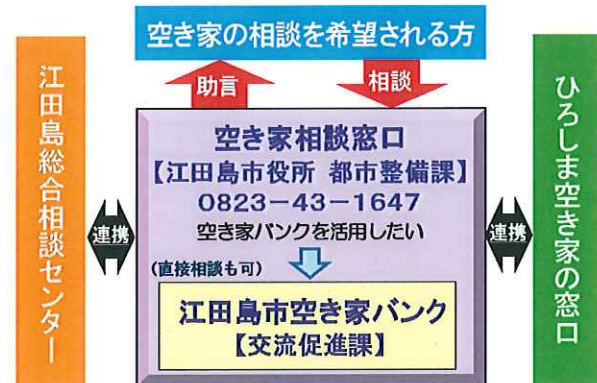 空き家の相談を希望される方
助言
相談
江田島総合相談センター
連携
空き家相談窓口
【江田島市役所 都市整備課】
0823-43-1647
空き家バンクを活用したい
(直接相談も可)
江田島市空き家バンク
【交流促進課】
連携
ひろしま空き家の窓口